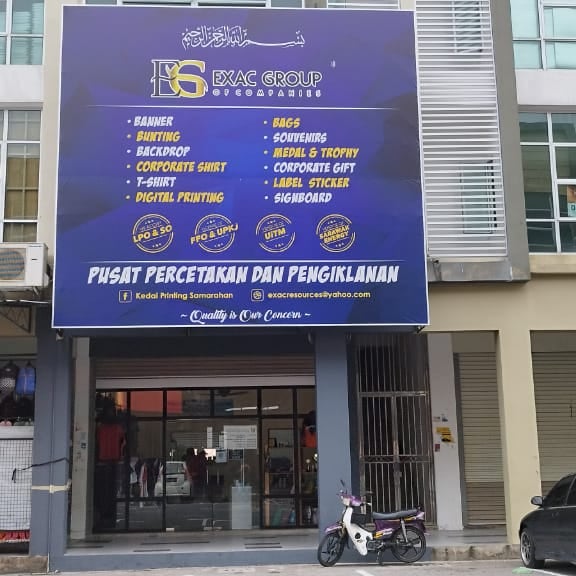 بسم الله الرحمن الرحيم
EG EXAC GROUP
OF COMPANIES
• BANNER
• BUNTING
• BACKDROP
• CORPORATE SHIRT
• T-SHIRT
• DIGITAL PRINTING
• BAGS
• SOUVENIRS
• MEDAL & TROPHY
• CORPORATE GIFT
• LABEL STICKER
• SIGNBOARD
LPO & SO
FPO & UPKJ
UITM
SARAWAK ENERGY
PUSAT PERCETAKAN DAN PENGIKLANAN
Kedai Printing Samarahan
exacresources@yahoo.com
~ Quality is Our Concern ~